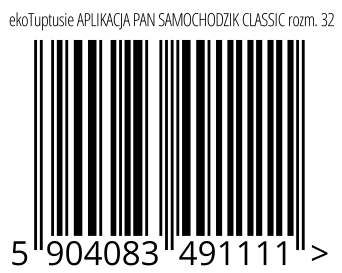 ekoTuptusie APLIKACJA PAN SAMOCHODZIK CLASSIC rozm. 32
5 904083 491111 >